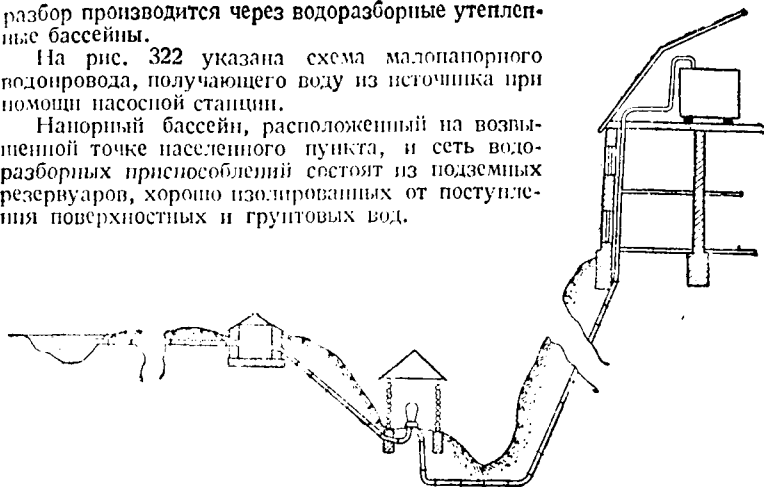 разбор производится через водоразборные утеплен-
ные бассейны.
На рис. 322 указана схема малонапорного
водопровода, получающего воду из источника при
помощи насосной станции.
Напорный бассейн, расположенный на возвы-
шенной точке населенного пункта, и сеть водо-
разборных приспособлений состоят из подземных
резервуаров, хорошо изолированных от поступле-
ния поверхностных и грунтовых вод.